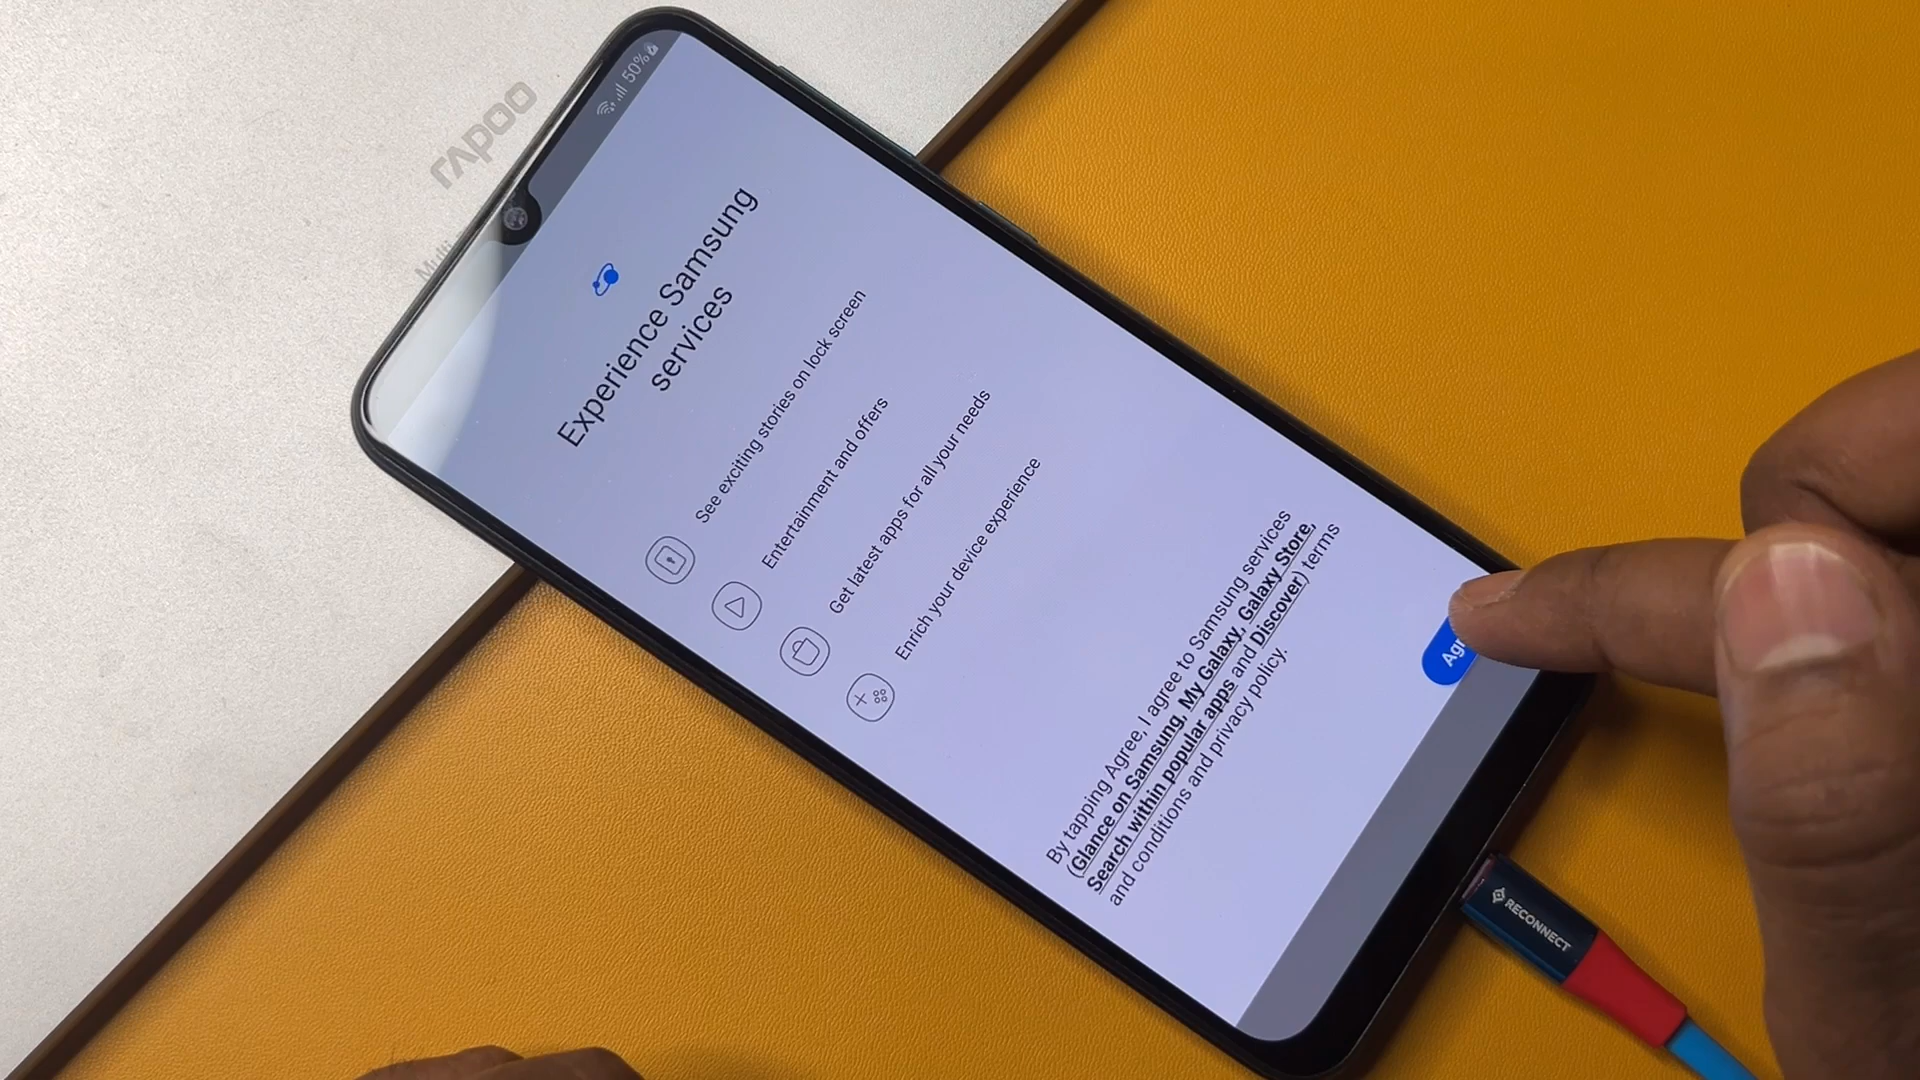 rapoo
Multi
50%
Experience Samsung
services
See exciting stories on lock screen
Entertainment and offers
Get latest apps for all your needs
Enrich your device experience
By tapping Agree, I agree to Samsung services
(Glance on Samsung, My Galaxy, Galaxy Store,
Search within popular apps and Discover) terms
and conditions and privacy policy.
Agr
RECONNECT